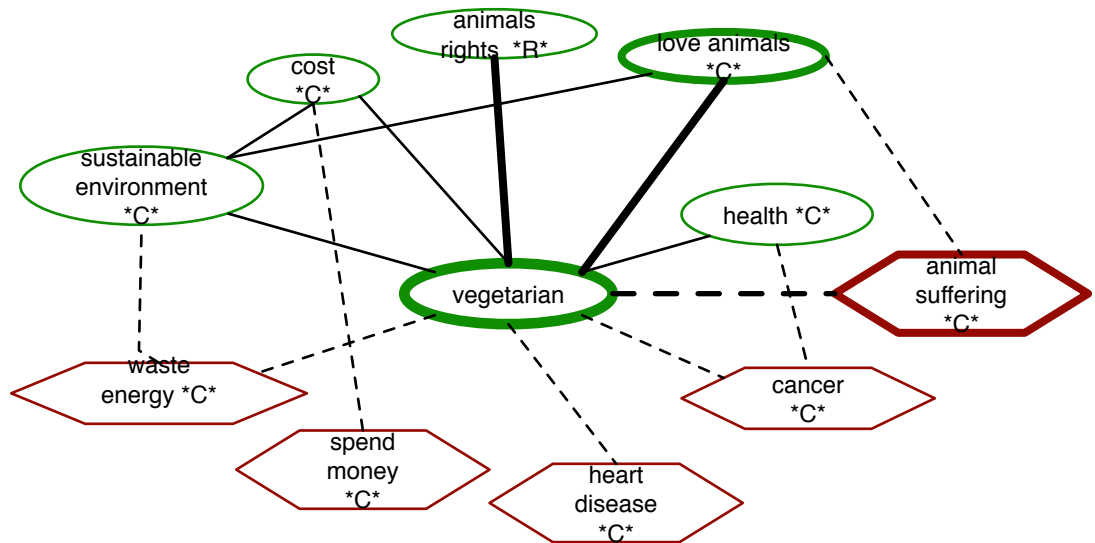 animals
rights *R*
love animals
*C*
cost
*C*
sustainable
environment
*C*
health *C*
vegetarian
animal
suffering
*C*
waste
energy *C*
cancer
*C*
spend
money
*C*
heart
disease
*C*